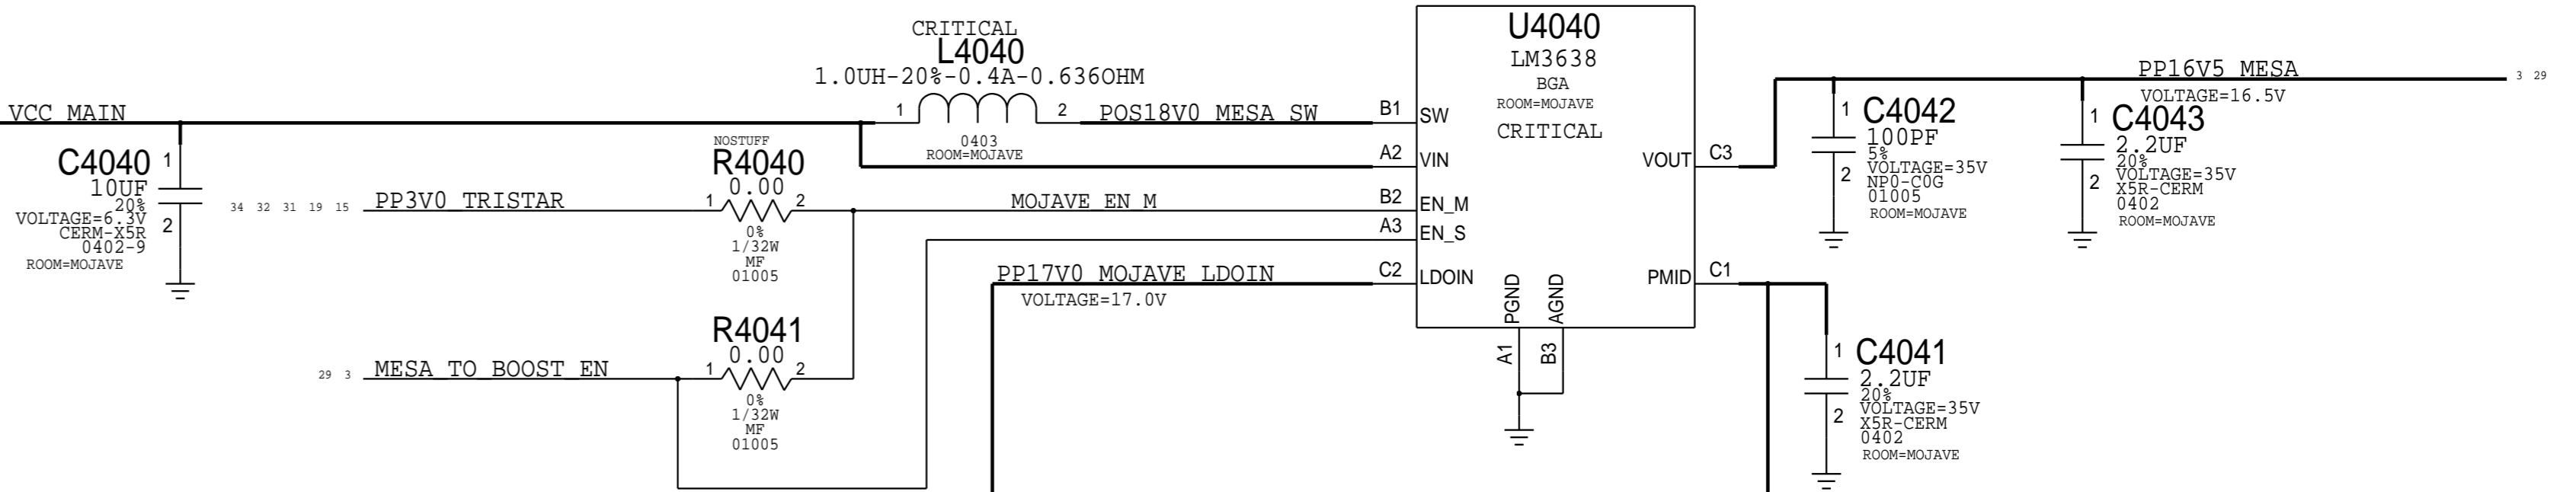 VCC MAIN
C4040
1
10UF
20%
VOLTAGE=6.3V
CERM-X5R
0402-9
2
ROOM=MOJAVE
CRITICAL
L4040
1.0UH-20%-0.4A-0.636OHM
1
2
0403
ROOM=MOJAVE
POS18V0_MESA_SW
NOSTUFF
R4040
0.00
1
2
0%
1/32W
MF
01005
34 32 31 19 15
PP3V0_TRISTAR
MOJAVE_EN_M
PP17V0_MOJAVE_LDOIN
VOLTAGE=17.0V
R4041
0.00
1
2
0%
1/32W
MF
01005
29 3
MESA_TO_BOOST_EN
U4040
LM3638
BGA
ROOM=MOJAVE
CRITICAL
B1
SW
A2
VIN
B2
EN_M
A3
EN_S
C2
LDOIN
VOUT
C3
PMID
C1
PGND
AGND
A1
B3
PP16V5_MESA
3 29
VOLTAGE=16.5V
1
C4042
100PF
5%
VOLTAGE=35V
2
NP0-C0G
01005
ROOM=MOJAVE
1
C4043
2.2UF
20%
VOLTAGE=35V
2
X5R-CERM
0402
ROOM=MOJAVE
1
C4041
2.2UF
20%
VOLTAGE=35V
2
X5R-CERM
0402
ROOM=MOJAVE